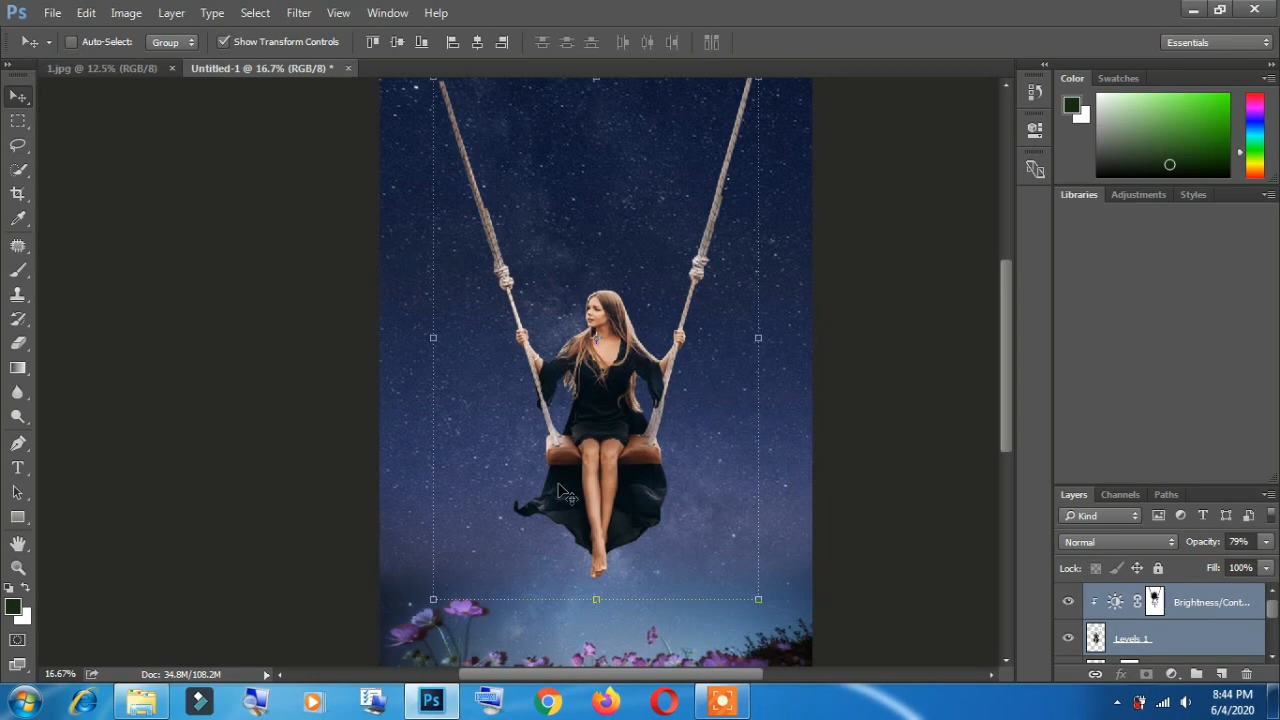 Ps File Edit Image Layer Type Select Filter 3D View Window Help
Auto-Select: Group Show Transform Controls Essentials
1.jpg @ 12.5% (RGB/8) × Untitled-1 @ 16.7% (RGB/8) * ×
Color Swatches
Libraries Adjustments Styles
Layers Channels Paths
Kind
Normal Opacity: 79%
Lock: Fill: 100%
Brightness/Cont...
Levels 1
fx
16.67% Doc: 34.8M/108.2M
Ps
8:44 PM
6/4/2020